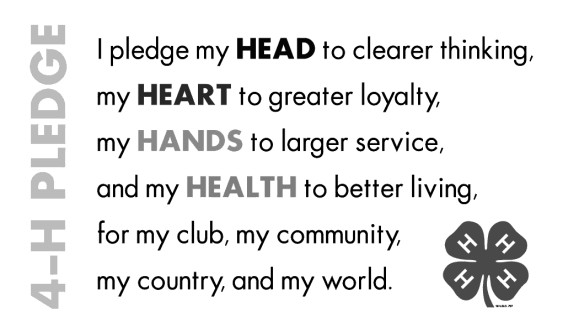 4-H PLEDGE
I pledge my HEAD to clearer thinking,
my HEART to greater loyalty,
my HANDS to larger service,
and my HEALTH to better living,
for my club, my community,
my country, and my world.
H H
H H